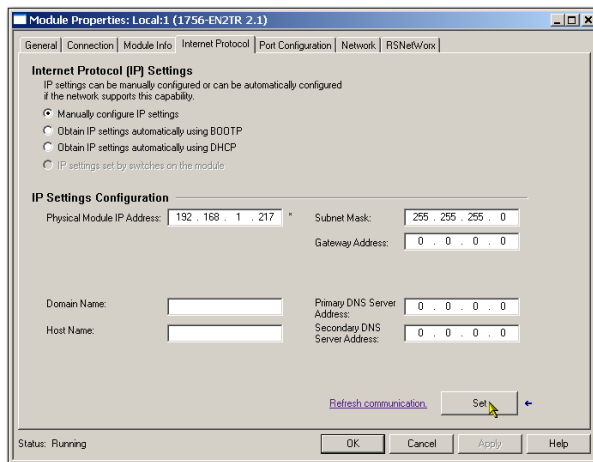 Module Properties: Local:1 (1756-EN2TR 2.1)
General Connection Module Info Internet Protocol Port Configuration Network RSNetWorx
Internet Protocol (IP) Settings
IP settings can be manually configured or can be automatically configured
if the network supports this capability.
Manually configure IP settings
Obtain IP settings automatically using BOOTP
Obtain IP settings automatically using DHCP
IP settings set by switches on the module
IP Settings Configuration
Physical Module IP Address: 192 . 168 . 1 . 217 * Subnet Mask: 255 . 255 . 255 . 0
Gateway Address: 0 . 0 . 0 . 0
Domain Name: Primary DNS Server Address: 0 . 0 . 0 . 0
Host Name: Secondary DNS Server Address: 0 . 0 . 0 . 0
Refresh communication. Set
Status: Running OK Cancel Apply Help